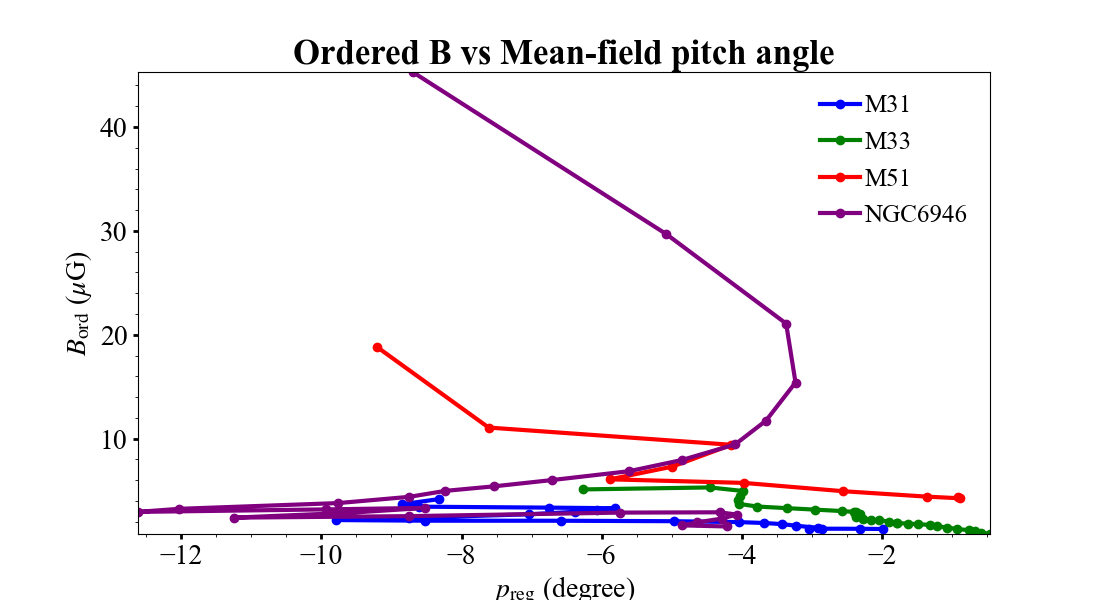 Ordered B vs Mean-field pitch angle
M31
M33
M51
NGC6946
40
30
20
10
B_ord (μG)
−12 −10 −8 −6 −4 −2
p_reg (degree)